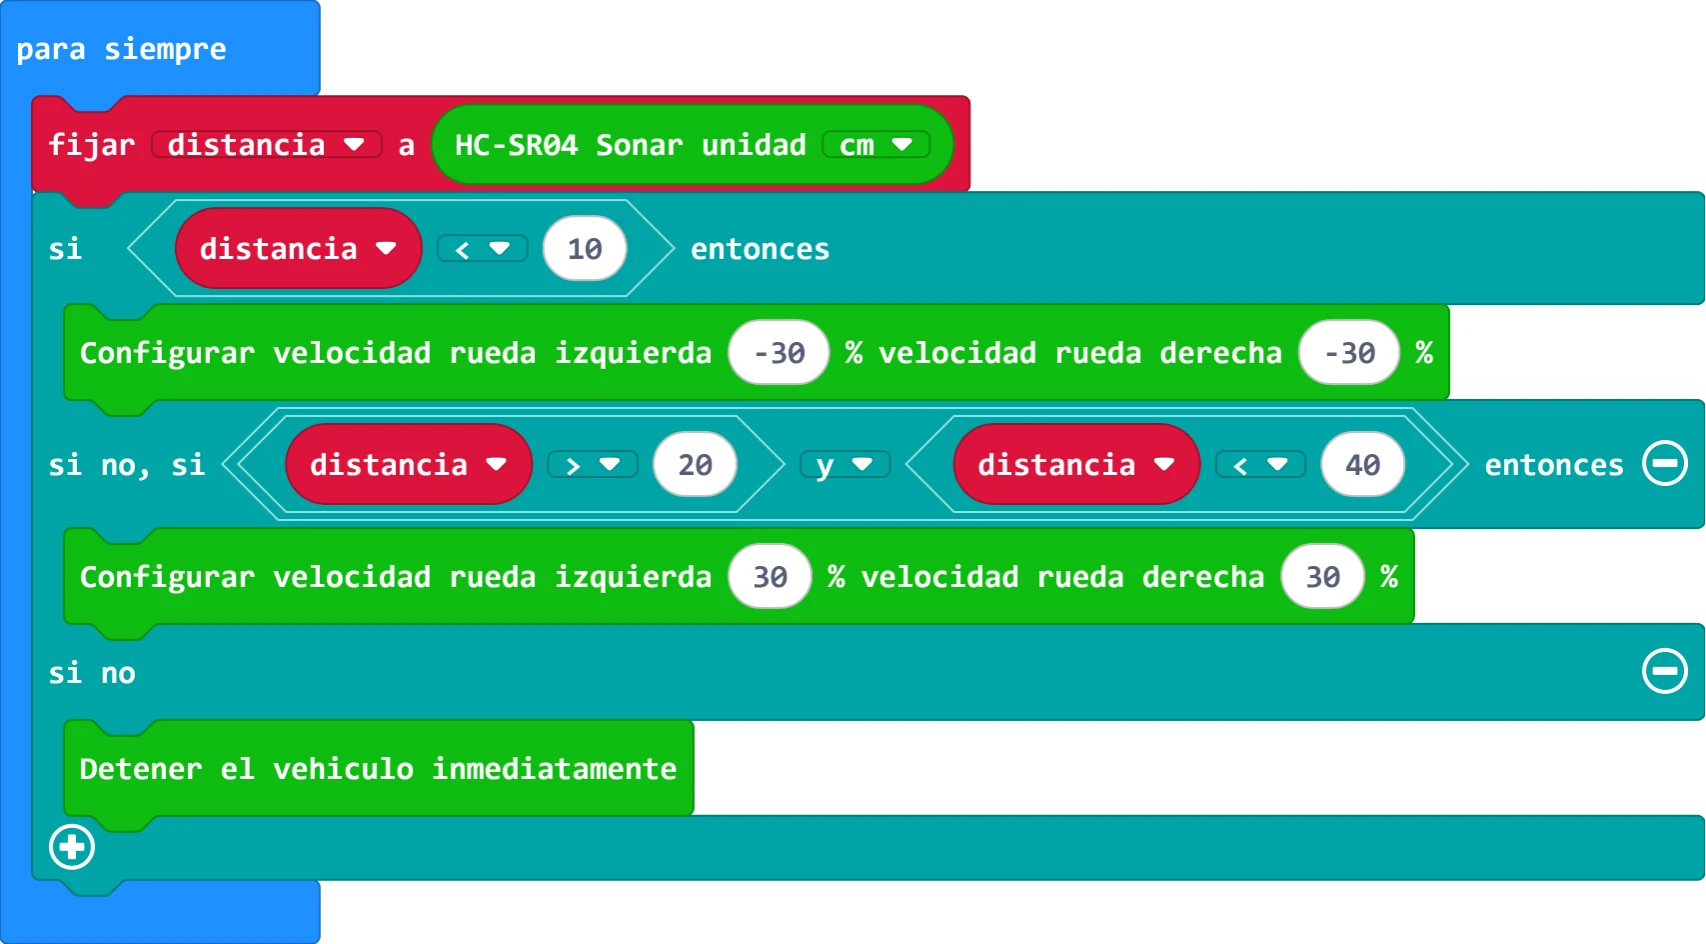 para siempre
fijar distancia a HC-SR04 Sonar unidad cm
si distancia < 10 entonces
Configurar velocidad rueda izquierda -30 % velocidad rueda derecha -30 %
si no, si distancia > 20 y distancia < 40 entonces
Configurar velocidad rueda izquierda 30 % velocidad rueda derecha 30 %
si no
Detener el vehiculo inmediatamente